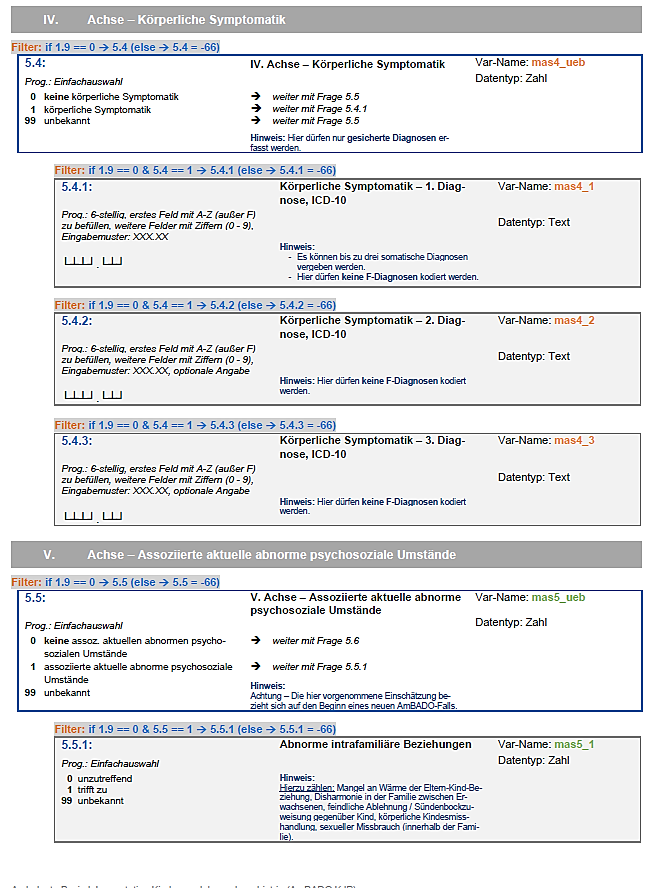 IV. Achse – Körperliche Symptomatik
Filter: if 1.9 == 0 → 5.4 (else → 5.4 = -66)
5.4: IV. Achse – Körperliche Symptomatik Var-Name: mas4_ueb
Datentyp: Zahl
Prog.: Einfachauswahl
0 keine körperliche Symptomatik ➔ weiter mit Frage 5.5
1 körperliche Symptomatik ➔ weiter mit Frage 5.4.1
99 unbekannt ➔ weiter mit Frage 5.5
Hinweis: Hier dürfen nur gesicherte Diagnosen er-
fasst werden.
Filter: if 1.9 == 0 & 5.4 == 1 → 5.4.1 (else → 5.4.1 = -66)
5.4.1: Körperliche Symptomatik – 1. Diag- Var-Name: mas4_1
nose, ICD-10
Datentyp: Text
Prog.: 6-stellig, erstes Feld mit A-Z (außer F)
zu befüllen, weitere Felder mit Ziffern (0 - 9),
Eingabemuster: XXX.XX
Hinweis:
- Es können bis zu drei somatische Diagnosen
vergeben werden.
- Hier dürfen keine F-Diagnosen kodiert werden.
Filter: if 1.9 == 0 & 5.4 == 1 → 5.4.2 (else → 5.4.2 = -66)
5.4.2: Körperliche Symptomatik – 2. Diag- Var-Name: mas4_2
nose, ICD-10
Datentyp: Text
Prog.: 6-stellig, erstes Feld mit A-Z (außer F)
zu befüllen, weitere Felder mit Ziffern (0 - 9),
Eingabemuster: XXX.XX, optionale Angabe
Hinweis: Hier dürfen keine F-Diagnosen kodiert
werden.
Filter: if 1.9 == 0 & 5.4 == 1 → 5.4.3 (else → 5.4.3 = -66)
5.4.3: Körperliche Symptomatik – 3. Diag- Var-Name: mas4_3
nose, ICD-10
Datentyp: Text
Prog.: 6-stellig, erstes Feld mit A-Z (außer F)
zu befüllen, weitere Felder mit Ziffern (0 - 9),
Eingabemuster: XXX.XX, optionale Angabe
Hinweis: Hier dürfen keine F-Diagnosen kodiert
werden.
V. Achse – Assoziierte aktuelle abnorme psychosoziale Umstände
Filter: if 1.9 == 0 → 5.5 (else → 5.5 = -66)
5.5: V. Achse – Assoziierte aktuelle abnorme Var-Name: mas5_ueb
psychosoziale Umstände
Datentyp: Zahl
Prog.: Einfachauswahl
0 keine assoz. aktuellen abnormen psycho- ➔ weiter mit Frage 5.6
sozialen Umstände
1 assoziierte aktuelle abnorme psychosoziale ➔ weiter mit Frage 5.5.1
Umstände
99 unbekannt
Hinweis:
Achtung – Die hier vorgenommene Einschätzung be-
zieht sich auf den Beginn eines neuen AmBADO-Falls.
Filter: if 1.9 == 0 & 5.5 == 1 → 5.5.1 (else → 5.5.1 = -66)
5.5.1: Abnorme intrafamiliäre Beziehungen Var-Name: mas5_1
Datentyp: Zahl
Prog.: Einfachauswahl
0 unzutreffend
1 trifft zu
99 unbekannt
Hinweis:
Hierzu zählen: Mangel an Wärme der Eltern-Kind-Be-
ziehung, Disharmonie in der Familie zwischen Er-
wachsenen, feindliche Ablehnung / Sündenbockzu-
weisung gegenüber Kind, körperliche Kindesmiss-
handlung, sexueller Missbrauch (innerhalb der Fami-
lie).